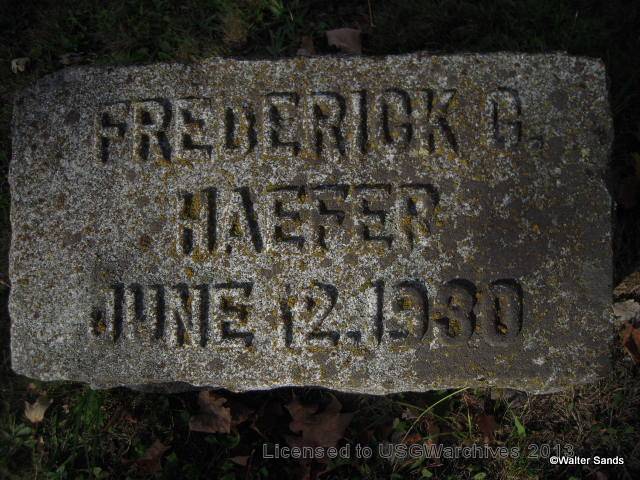 FREDERICK G.
HAEFER
JUNE 12, 1930
Licensed to USGWarchives 2013
©Walter Sands